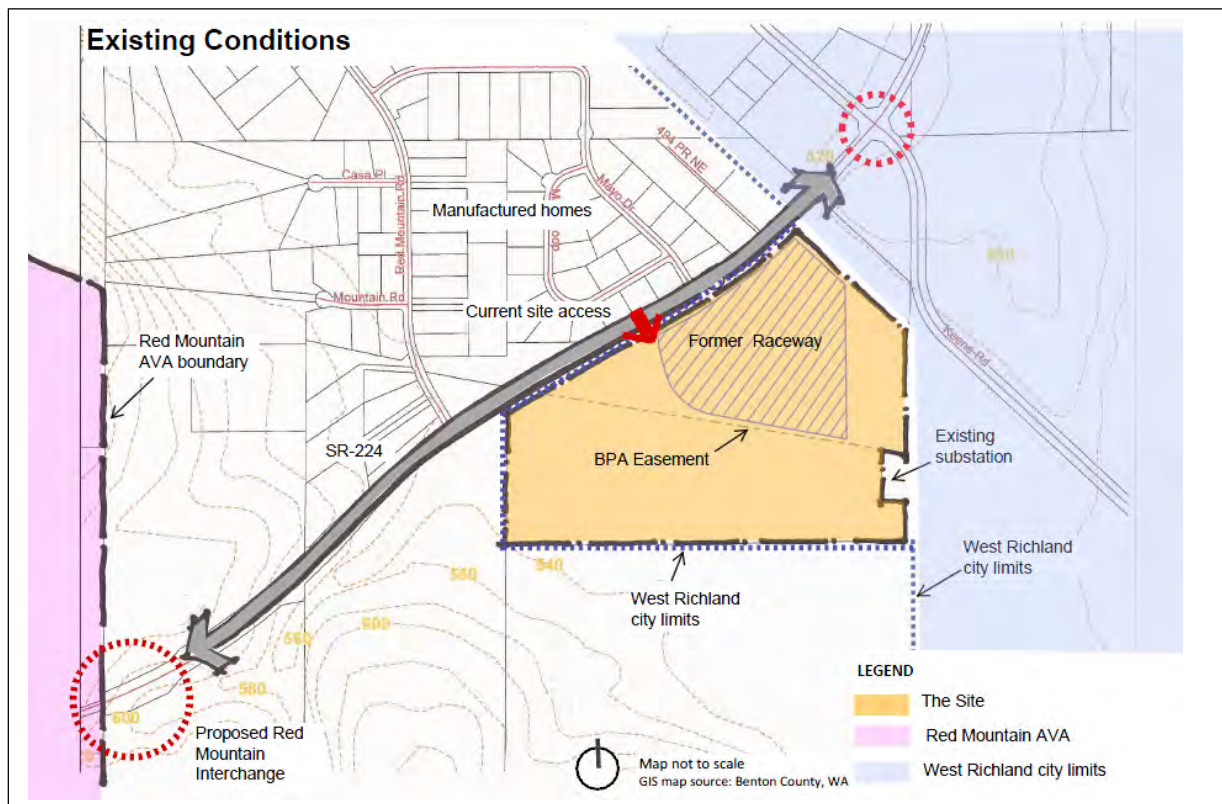 Existing Conditions
494 PR NE
520
Casa Pl
Mayo Dr
Manufactured homes
Red Mountain Rd
Mountain Rd
Current site access
Former Raceway
Keene Rd
Red Mountain
AVA boundary
SR-224
BPA Easement
Existing
substation
540
560
600
560
580
600
West Richland
city limits
West Richland
city limits
Proposed Red
Mountain
Interchange
Map not to scale
GIS map source: Benton County, WA
LEGEND
The Site
Red Mountain AVA
West Richland city limits